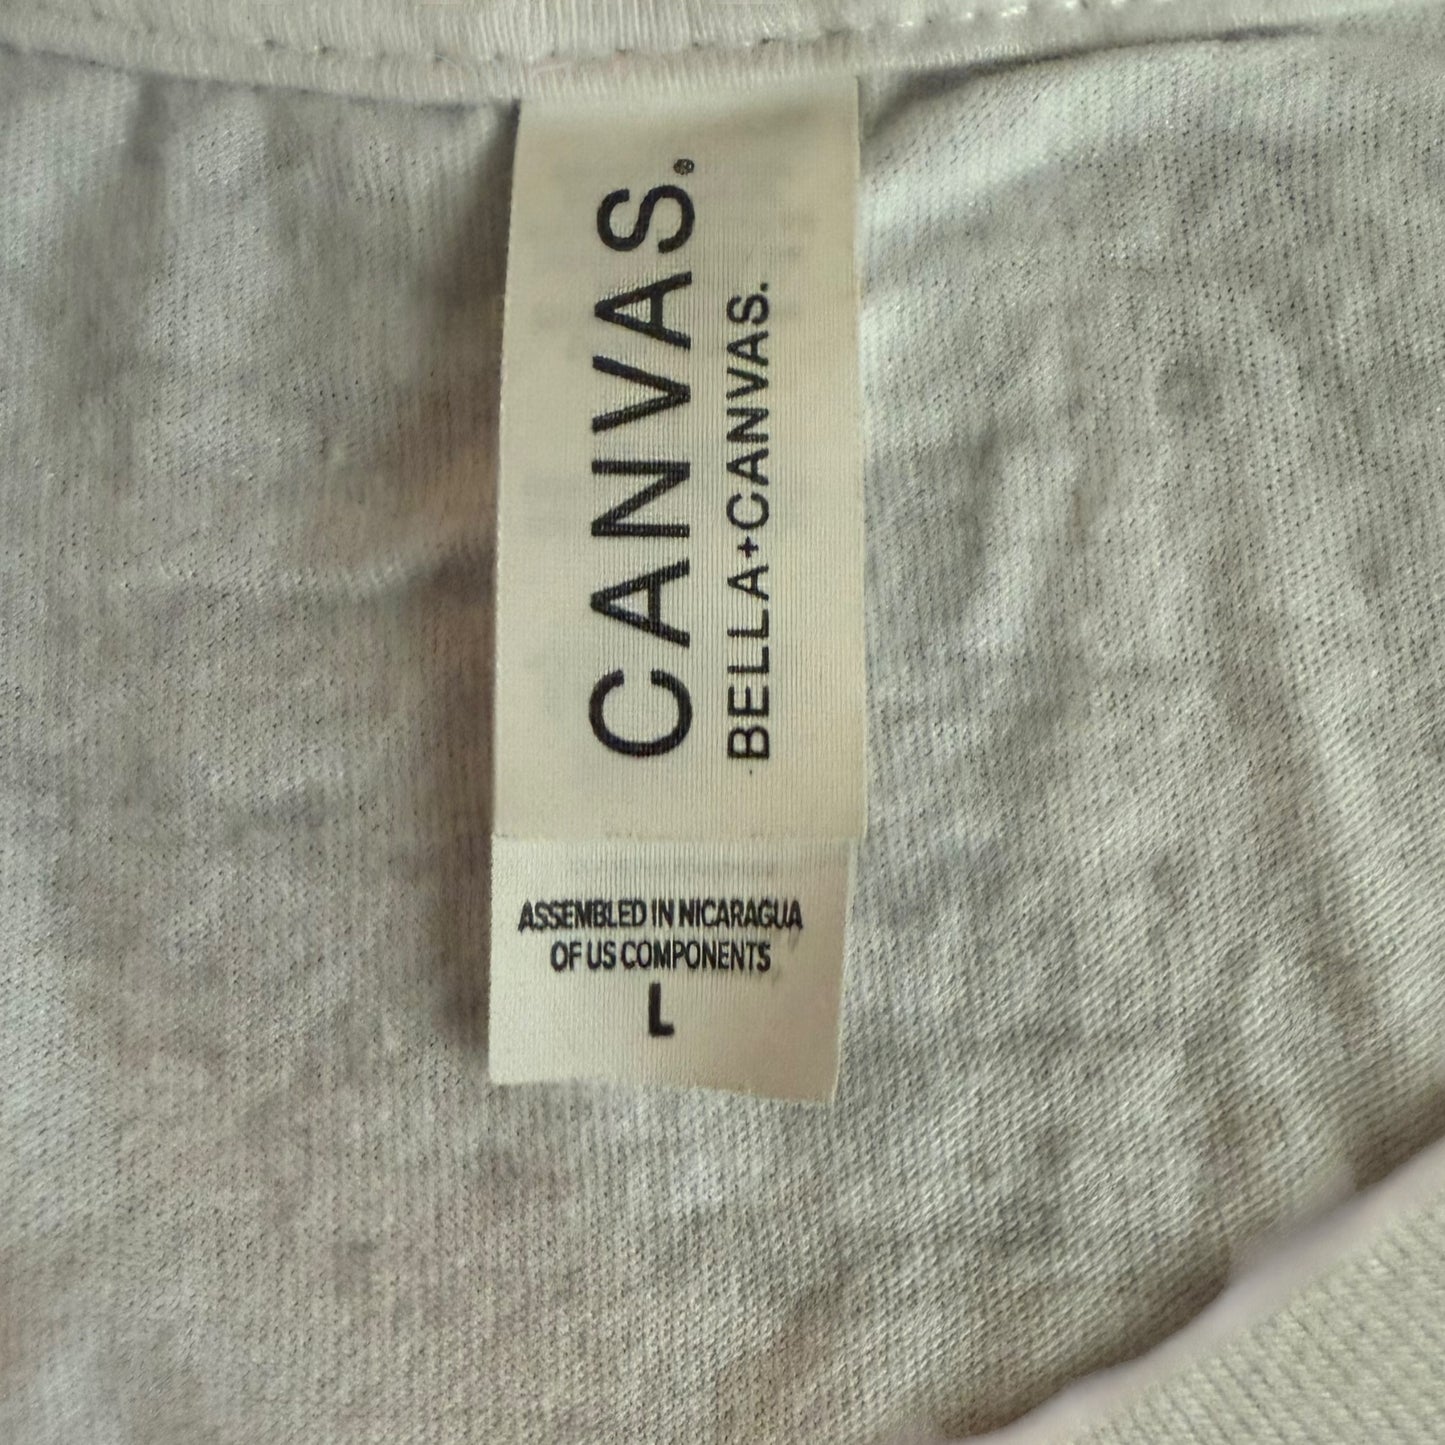 CANVAS.®
BELLA+CANVAS.
ASSEMBLED IN NICARAGUA
OF US COMPONENTS
L